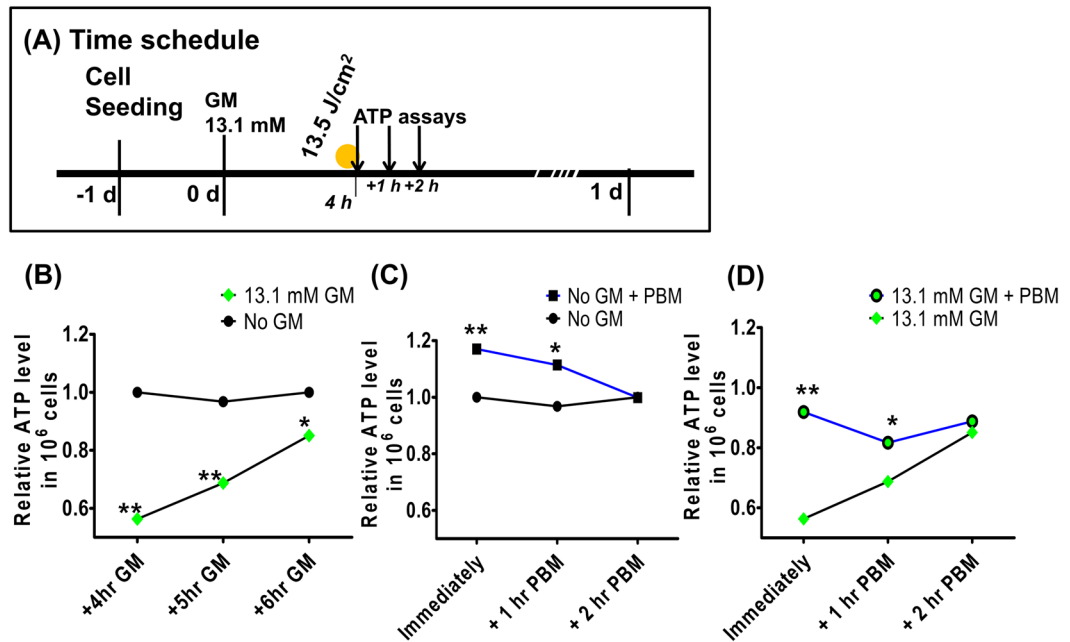 (A) Time schedule
Cell
Seeding
GM
13.1 mM
13.5 J/cm²
ATP assays
-1 d
0 d
4 h
+1 h
+2 h
1 d
(B)
13.1 mM GM
No GM
Relative ATP level
in 10⁶ cells
1.2
1.0
0.8
0.6
**
**
*
+4hr GM
+5hr GM
+6hr GM
(C)
No GM + PBM
No GM
Relative ATP level
in 10⁶ cells
1.2
1.0
0.8
0.6
**
*
Immediately
+ 1 hr PBM
+ 2 hr PBM
(D)
13.1 mM GM + PBM
13.1 mM GM
Relative ATP level
in 10⁶ cells
1.2
1.0
0.8
0.6
**
*
Immediately
+ 1 hr PBM
+ 2 hr PBM